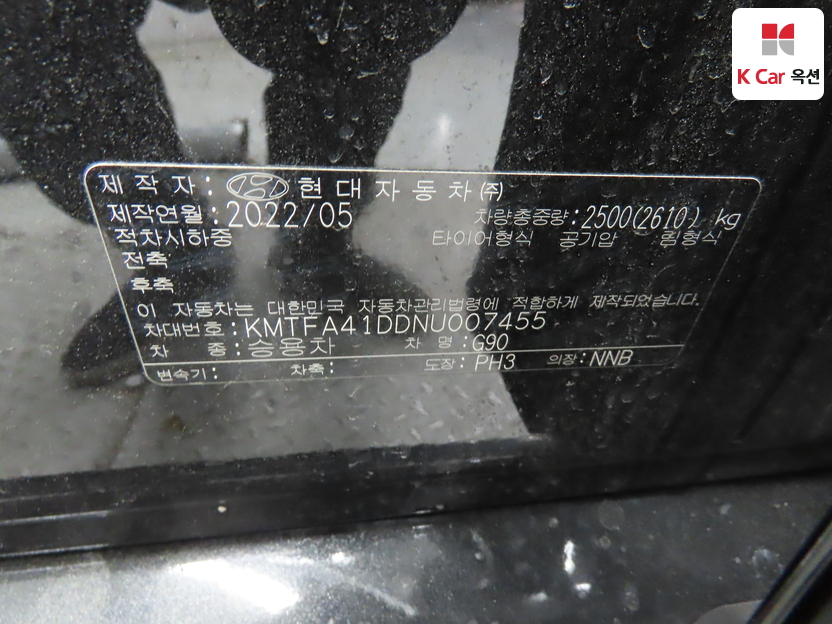 K Car 옥션
제 작 자 : 현 대 자 동 차 (주)
제작연월 : 2022/05 차량총중량 : 2500(2610) kg
적차시하중 타이어형식 공기압 림형식
전축
후축
이 자동차는 대한민국 자동차관리법령에 적합하게 제작되었습니다.
차대번호 : KMTFA41DDNU007455
차 종 : 승용차 차 명 : G90
변속기 : 차축 : 도장 : PH3 의장 : NNB